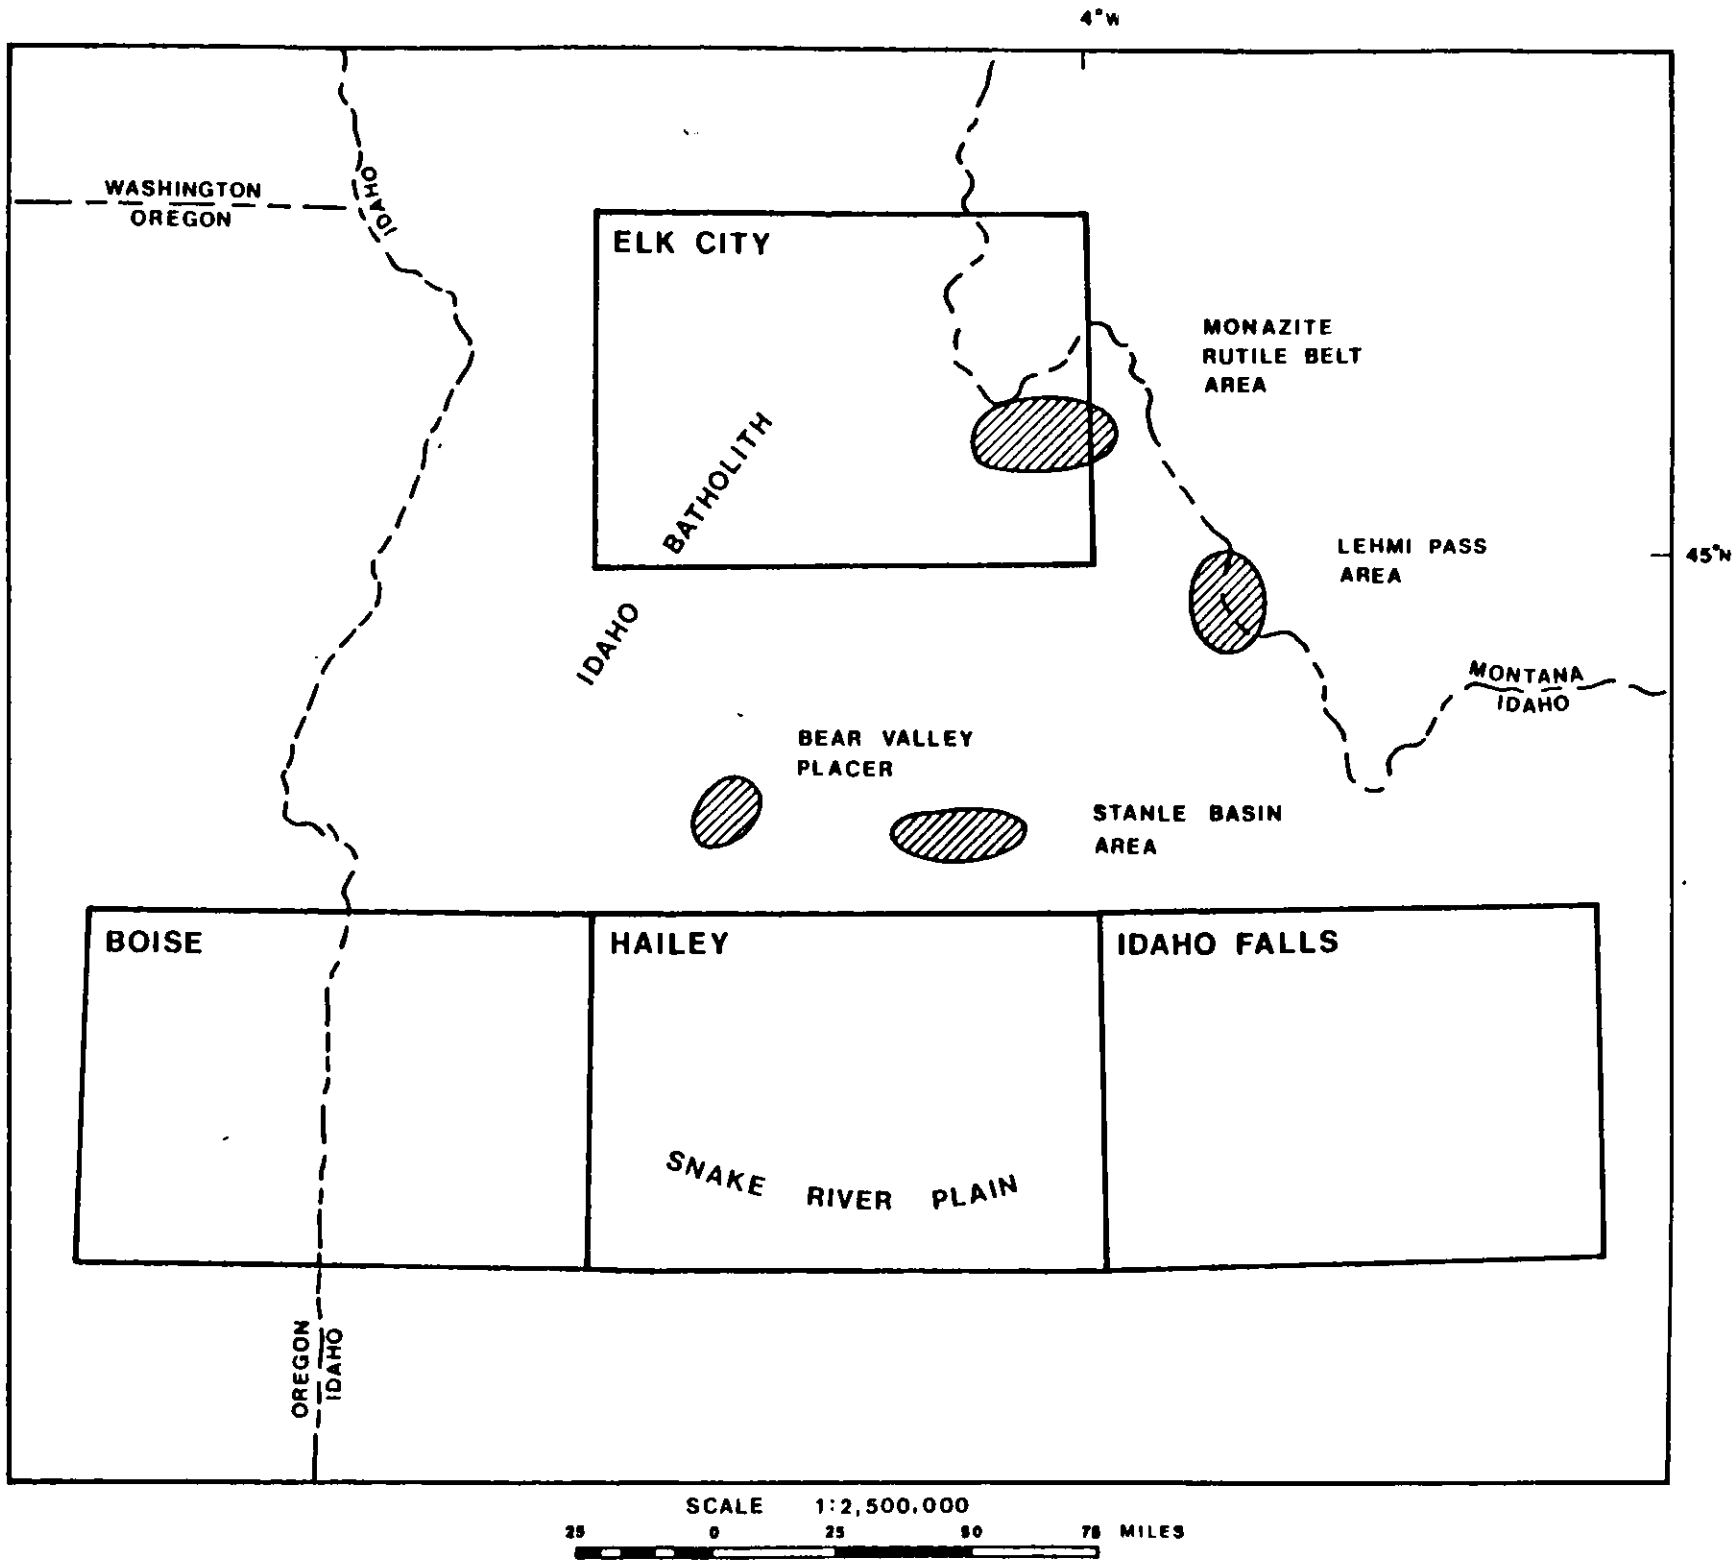 4°W
WASHINGTON
OREGON
IDAHO
IDAHO
ELK CITY
MONAZITE
RUTILE BELT
AREA
BATHOLITH
IDAHO
LEHMI PASS
AREA
45°N
MONTANA
IDAHO
BEAR VALLEY
PLACER
STANLE BASIN
AREA
BOISE
HAILEY
IDAHO FALLS
SNAKE RIVER PLAIN
OREGON
IDAHO
SCALE 1:2,500,000
25 0 25 50 75 MILES